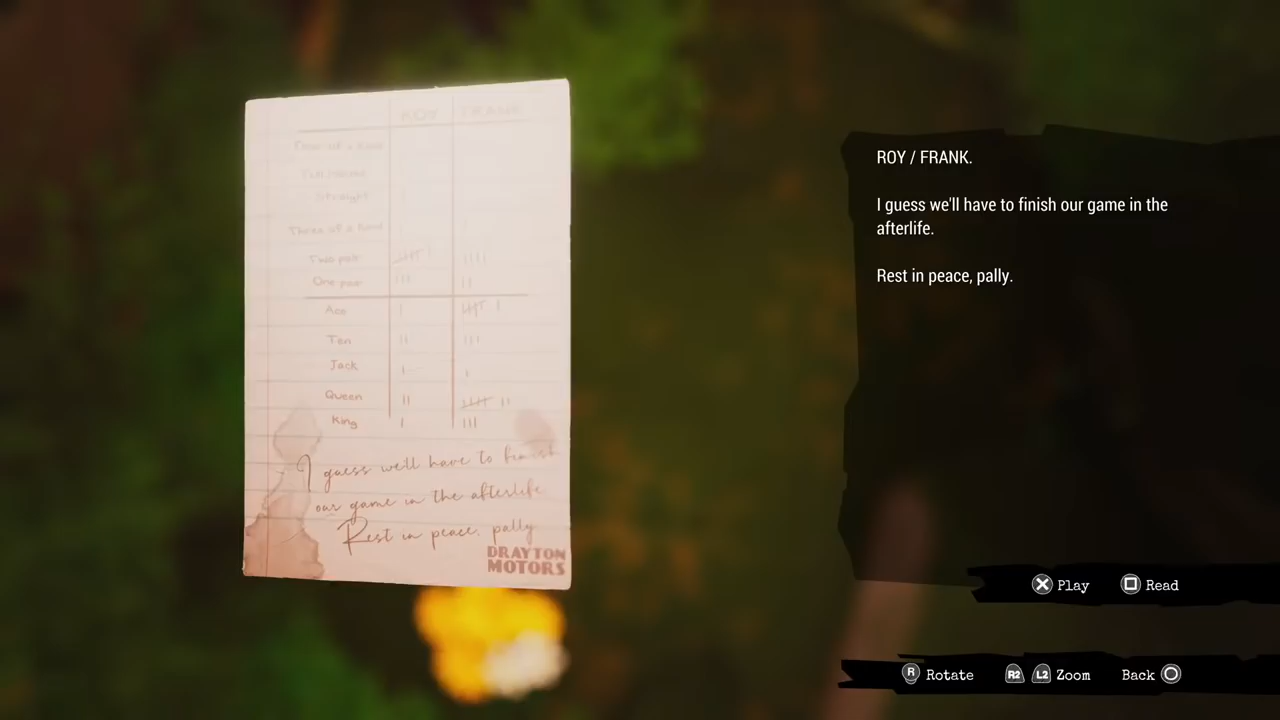 ROY FRANK
Full house
Straight
Three of a kind
Two pair
One pair
Ace
Ten
Jack
Queen
King
I guess we'll have to finish
our game in the afterlife
Rest in peace. pally
DRAYTON
MOTORS
ROY / FRANK.
I guess we'll have to finish our game in the
afterlife.
Rest in peace, pally.
Play Read
R Rotate R2 L2 Zoom Back